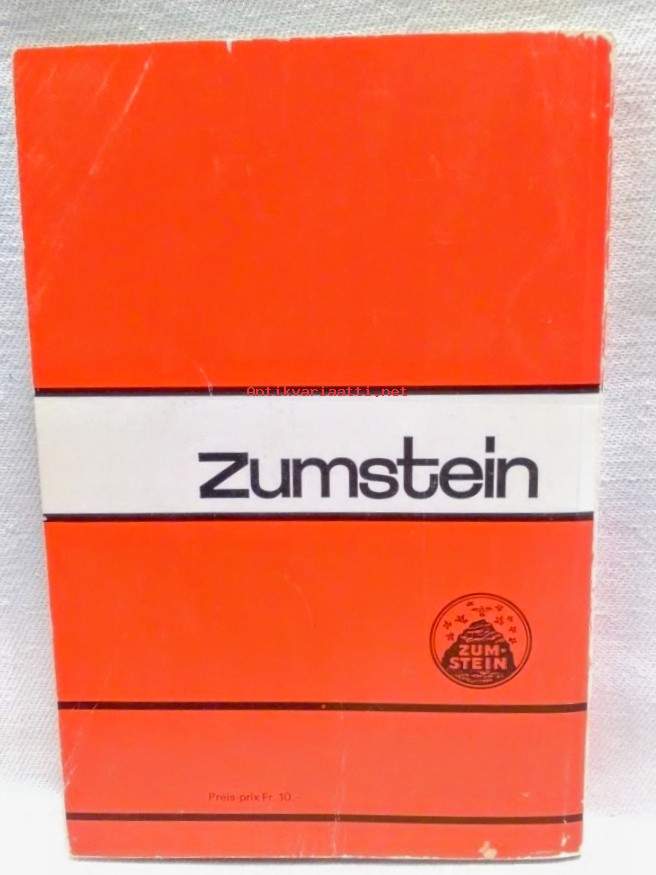 Antikvariaatti.net
zumstein
ZUM-
STEIN
Preis-prix Fr. 10.-